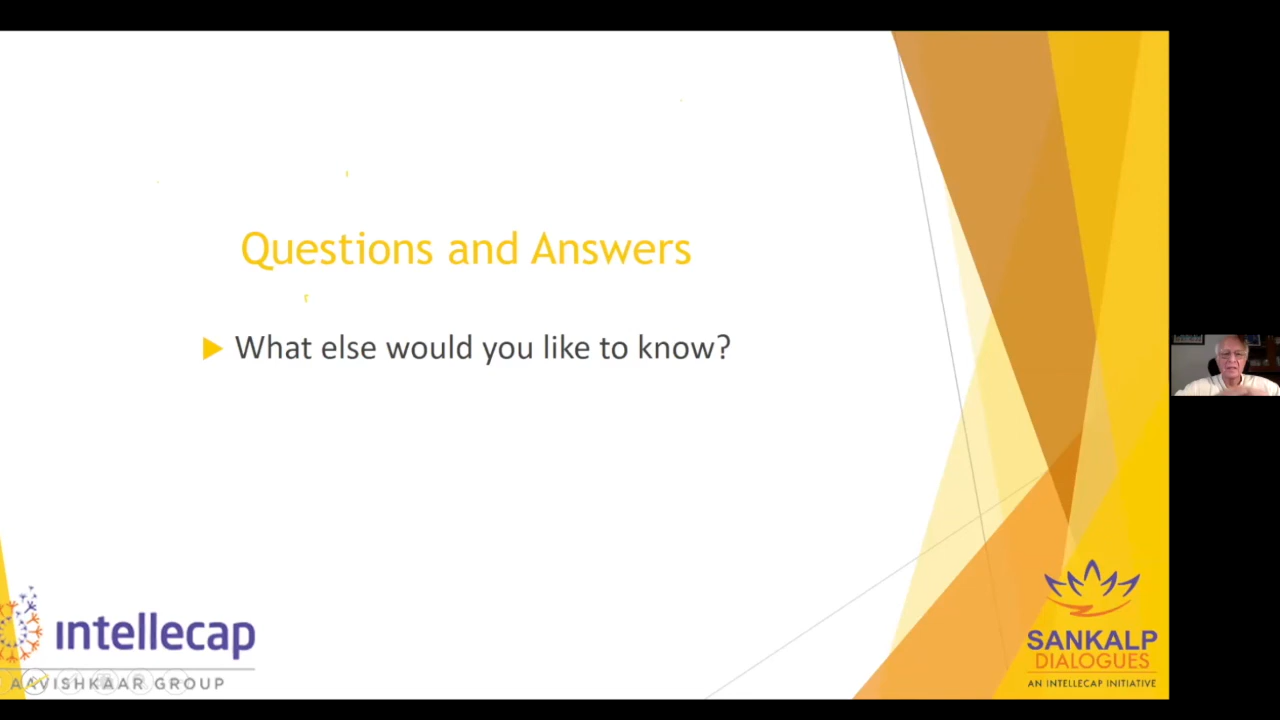 Questions and Answers
What else would you like to know?
intellecap
AAVISHKAAR GROUP
SANKALP
DIALOGUES
AN INTELLECAP INITIATIVE